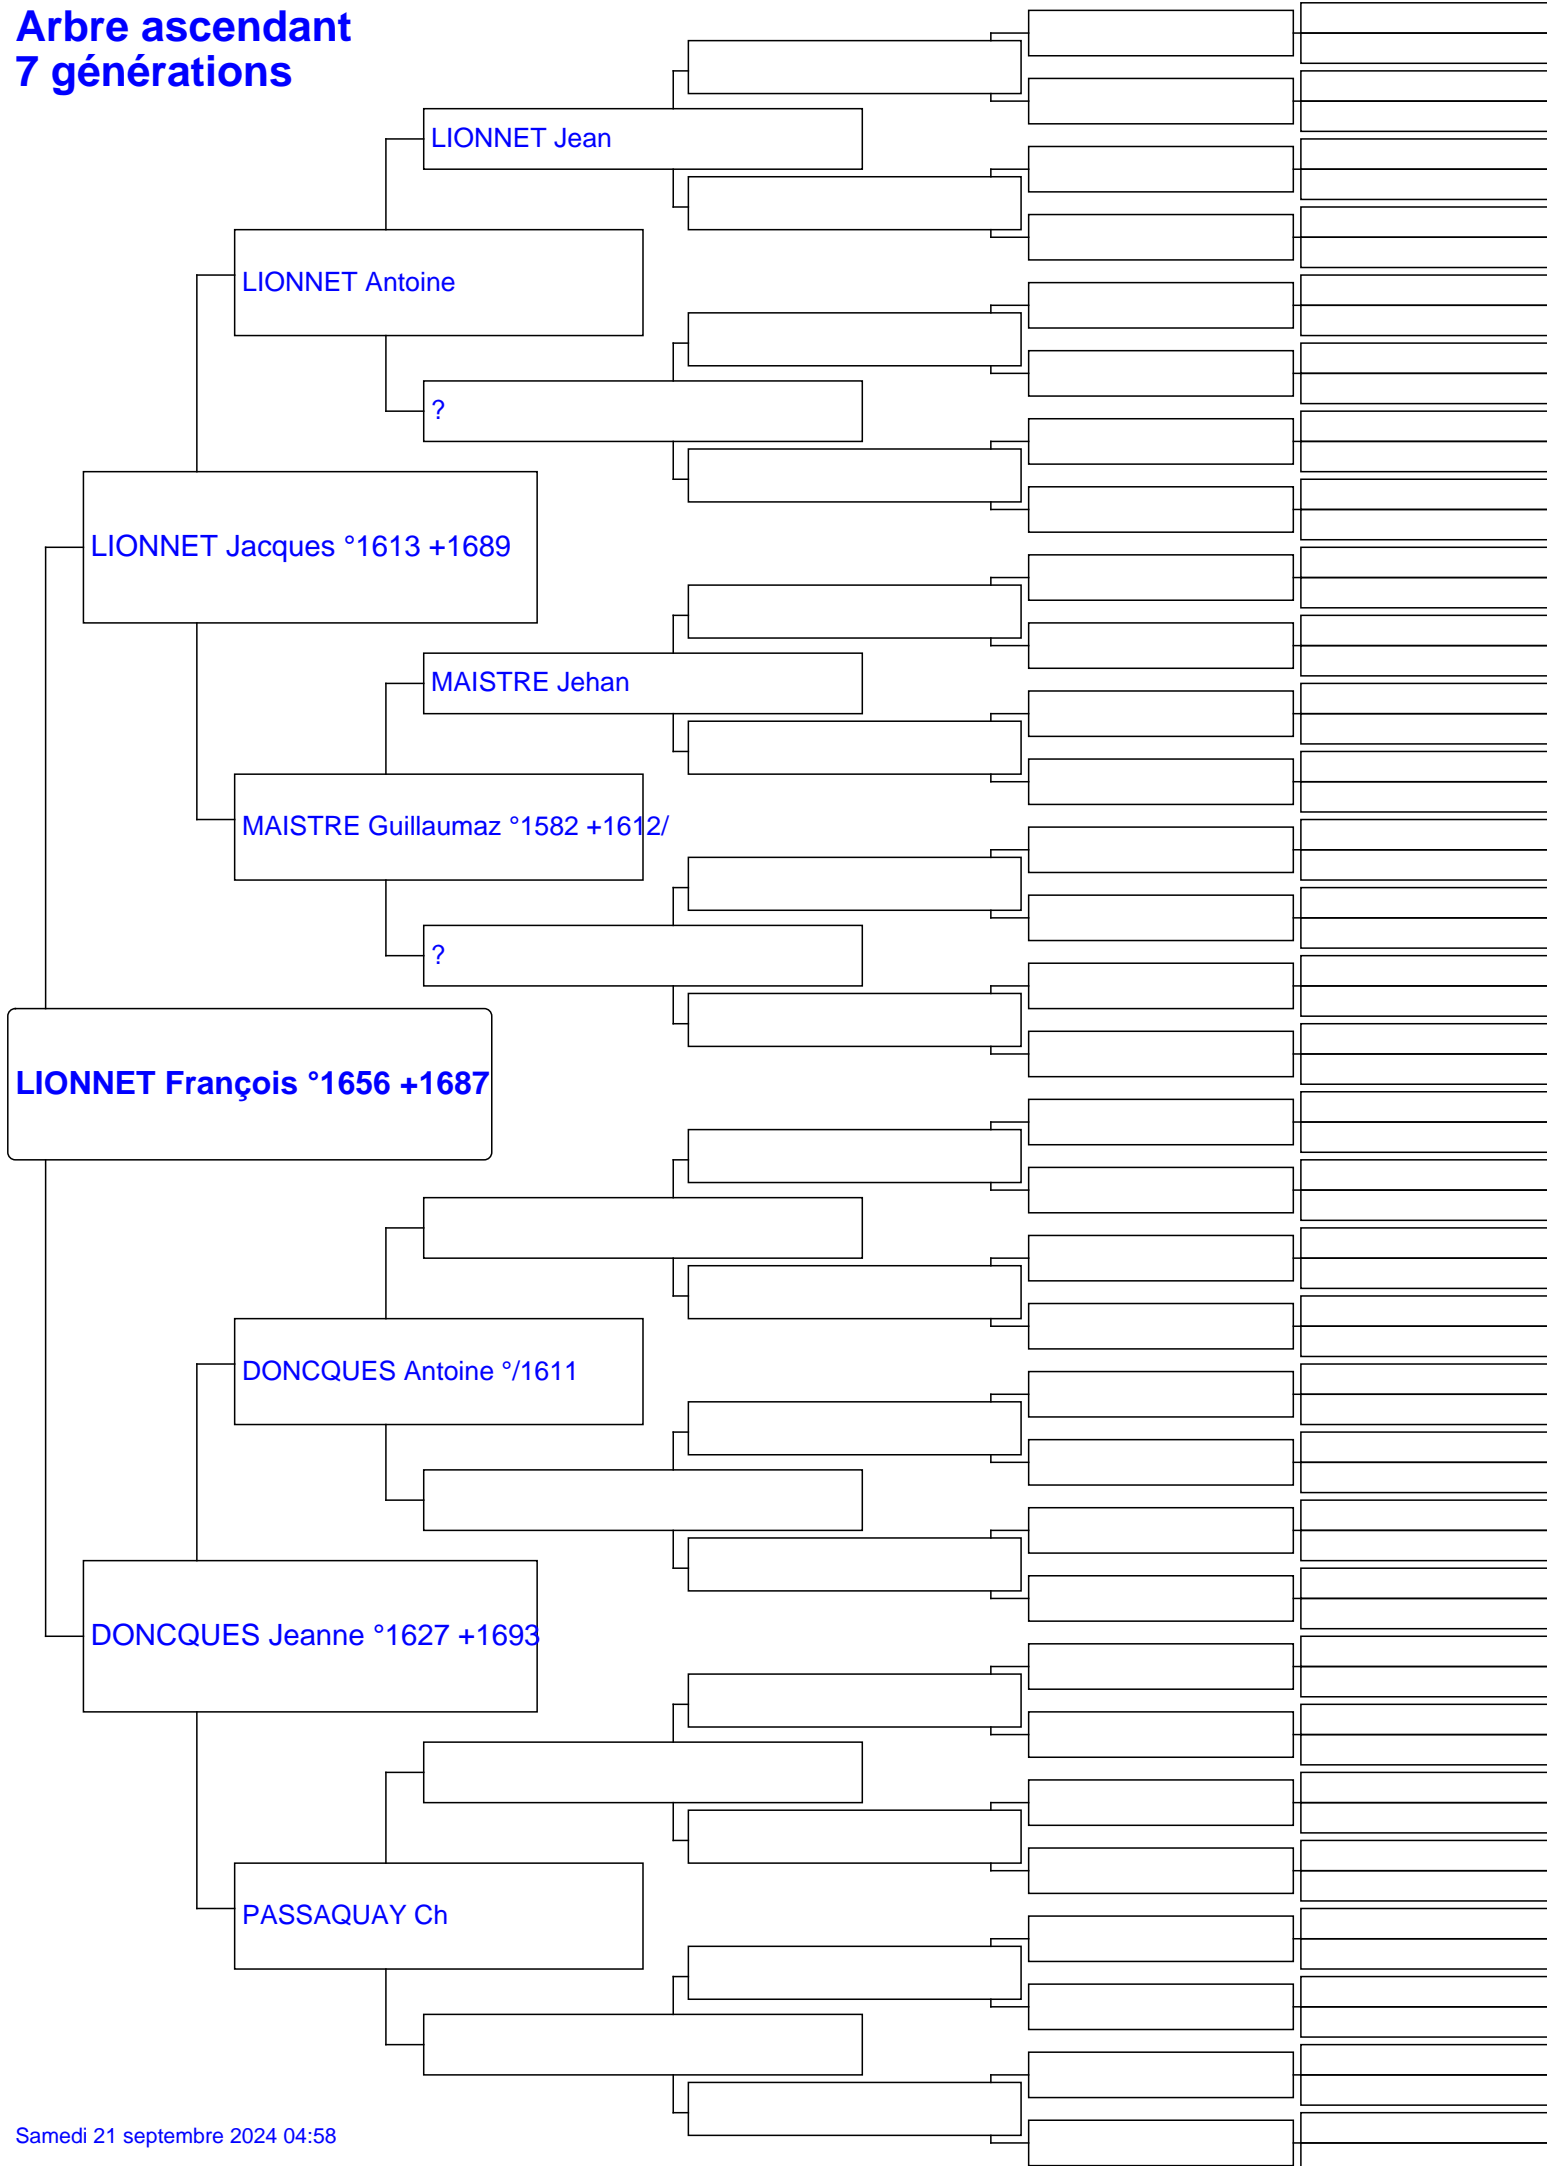 Arbre ascendant
7 générations
LIONNET Jean
LIONNET Antoine
?
LIONNET Jacques °1613 +1689
MAISTRE Jehan
MAISTRE Guillaumaz °1582 +1612/
?
LIONNET François °1656 +1687
DONCQUES Antoine °/1611
DONCQUES Jeanne °1627 +1693
PASSAQUAY Ch
Samedi 21 septembre 2024 04:58